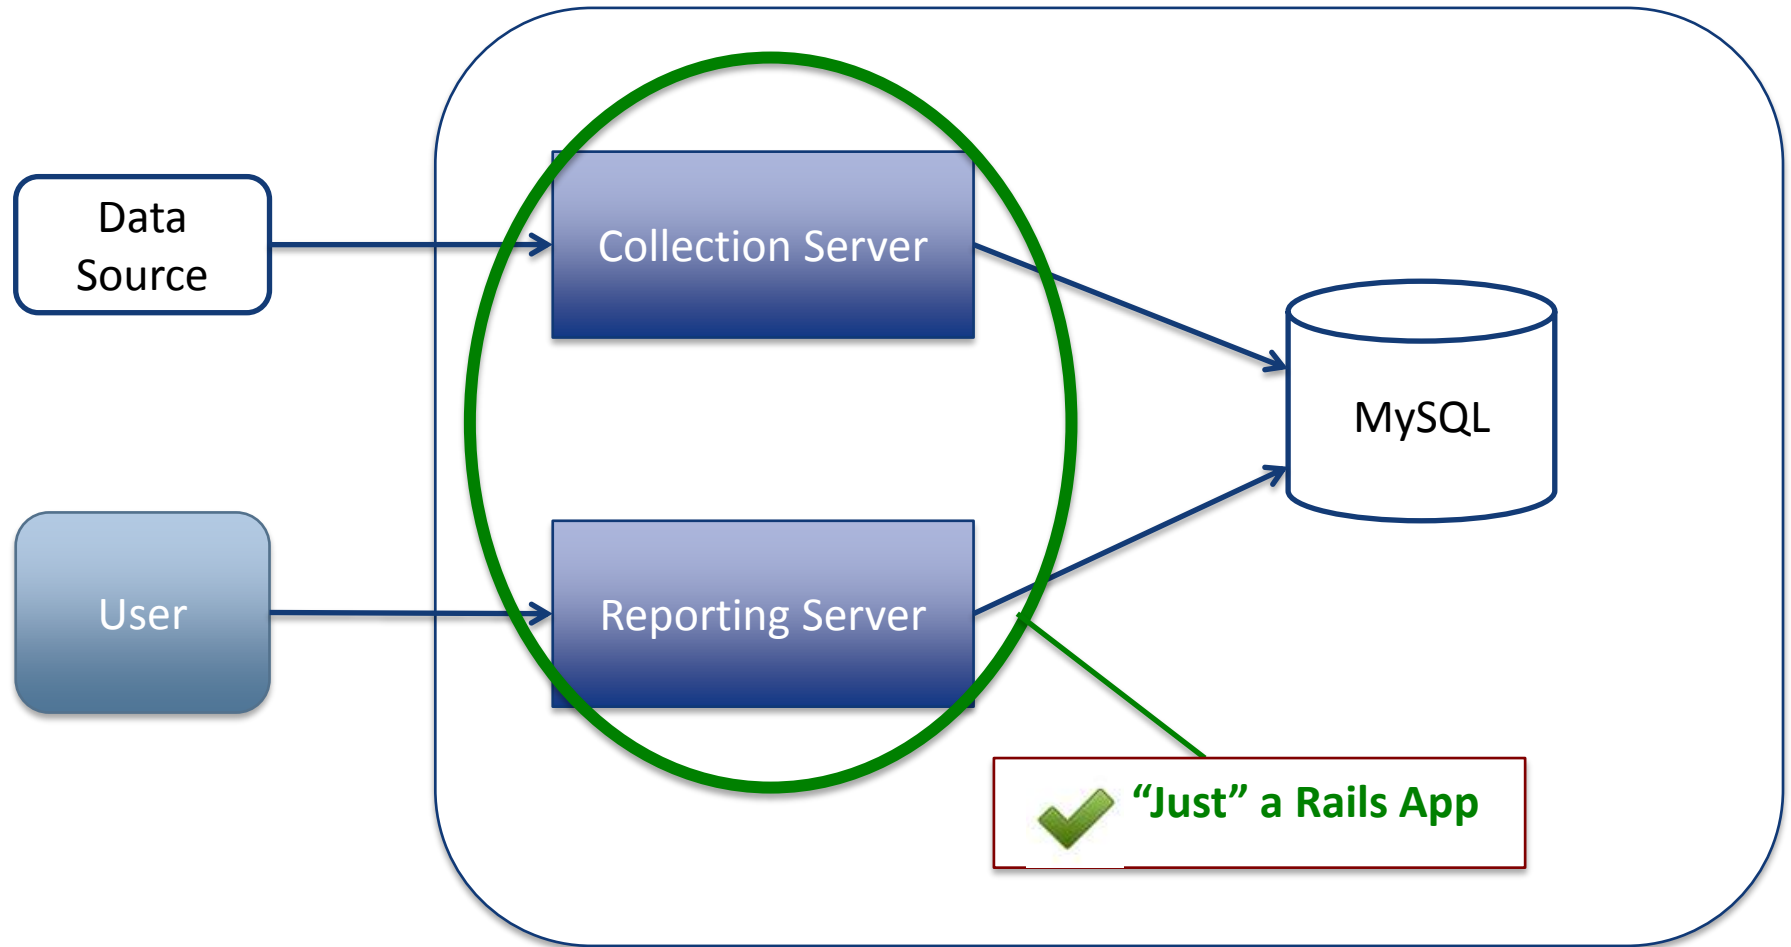 Data
Source
Collection Server
MySQL
User
Reporting Server
“Just” a Rails App